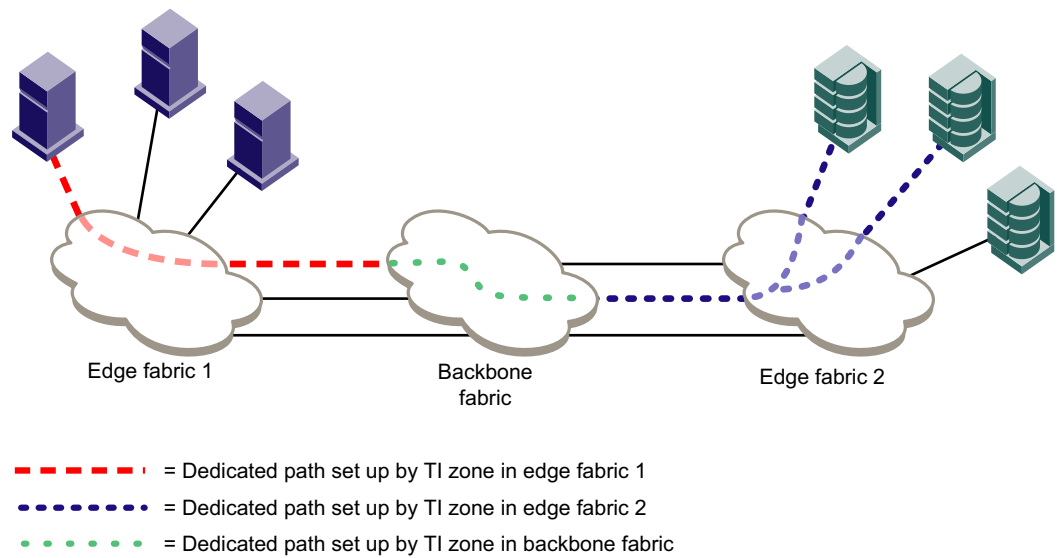 Edge fabric 1
Backbone
fabric
Edge fabric 2
= Dedicated path set up by TI zone in edge fabric 1
= Dedicated path set up by TI zone in edge fabric 2
= Dedicated path set up by TI zone in backbone fabric